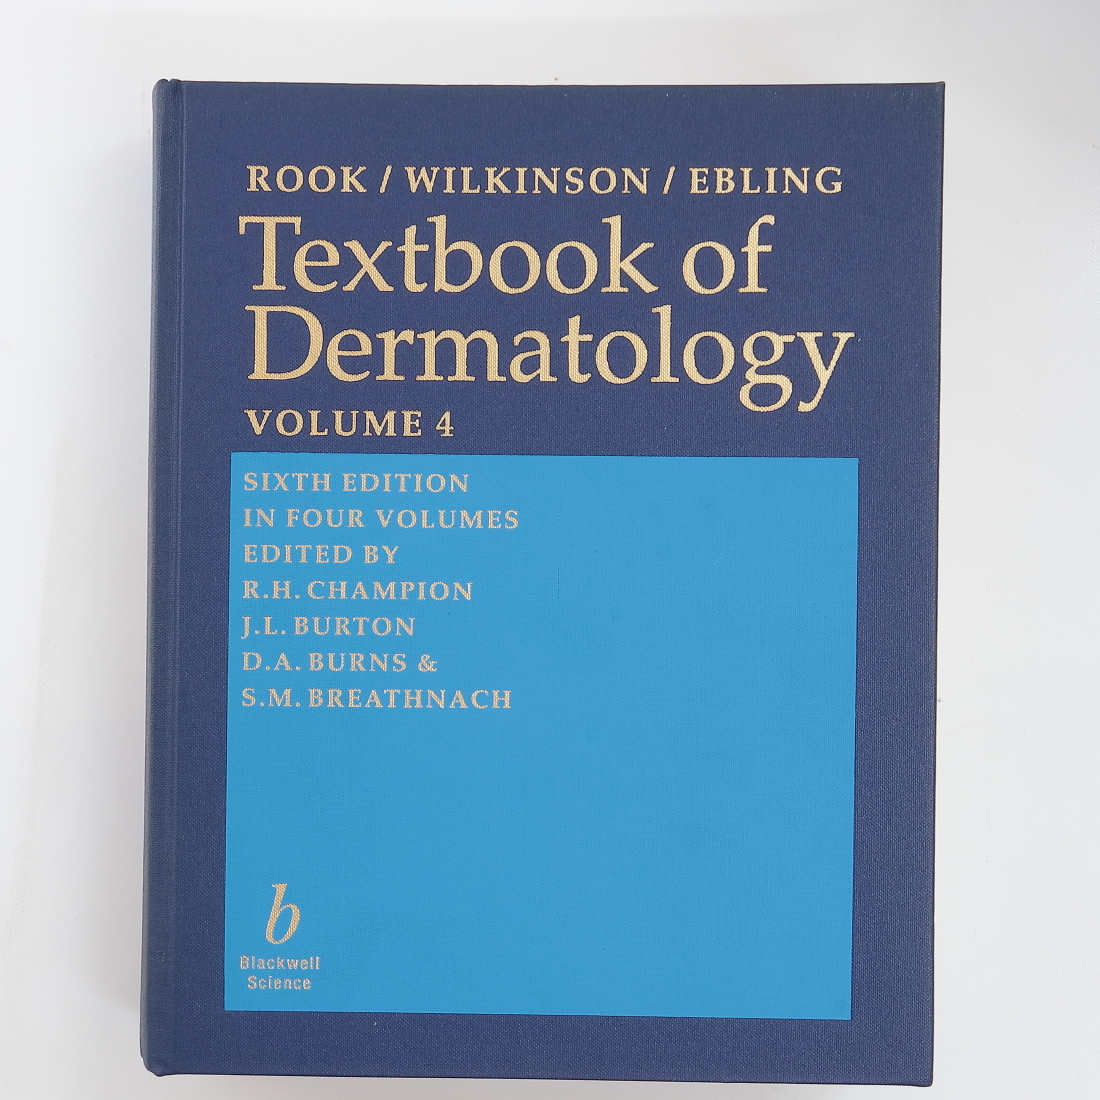 ROOK / WILKINSON / EBLING
Textbook of
Dermatology
VOLUME 4
SIXTH EDITION
IN FOUR VOLUMES
EDITED BY
R.H. CHAMPION
J.L. BURTON
D.A. BURNS &
S.M. BREATHNACH
b
Blackwell
Science